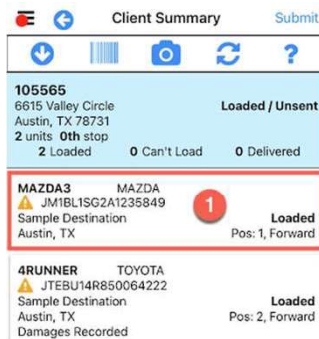 Client Summary Submit
?
105565
6615 Valley Circle Loaded / Unsent
Austin, TX 78731
2 units 0th stop
2 Loaded 0 Can't Load 0 Delivered
MAZDA3 MAZDA
JM1BL1SG2A1235849
1
Sample Destination Loaded
Austin, TX Pos: 1, Forward
4RUNNER TOYOTA
JTEBU14R850064222
Sample Destination Loaded
Austin, TX Pos: 2, Forward
Damages Recorded